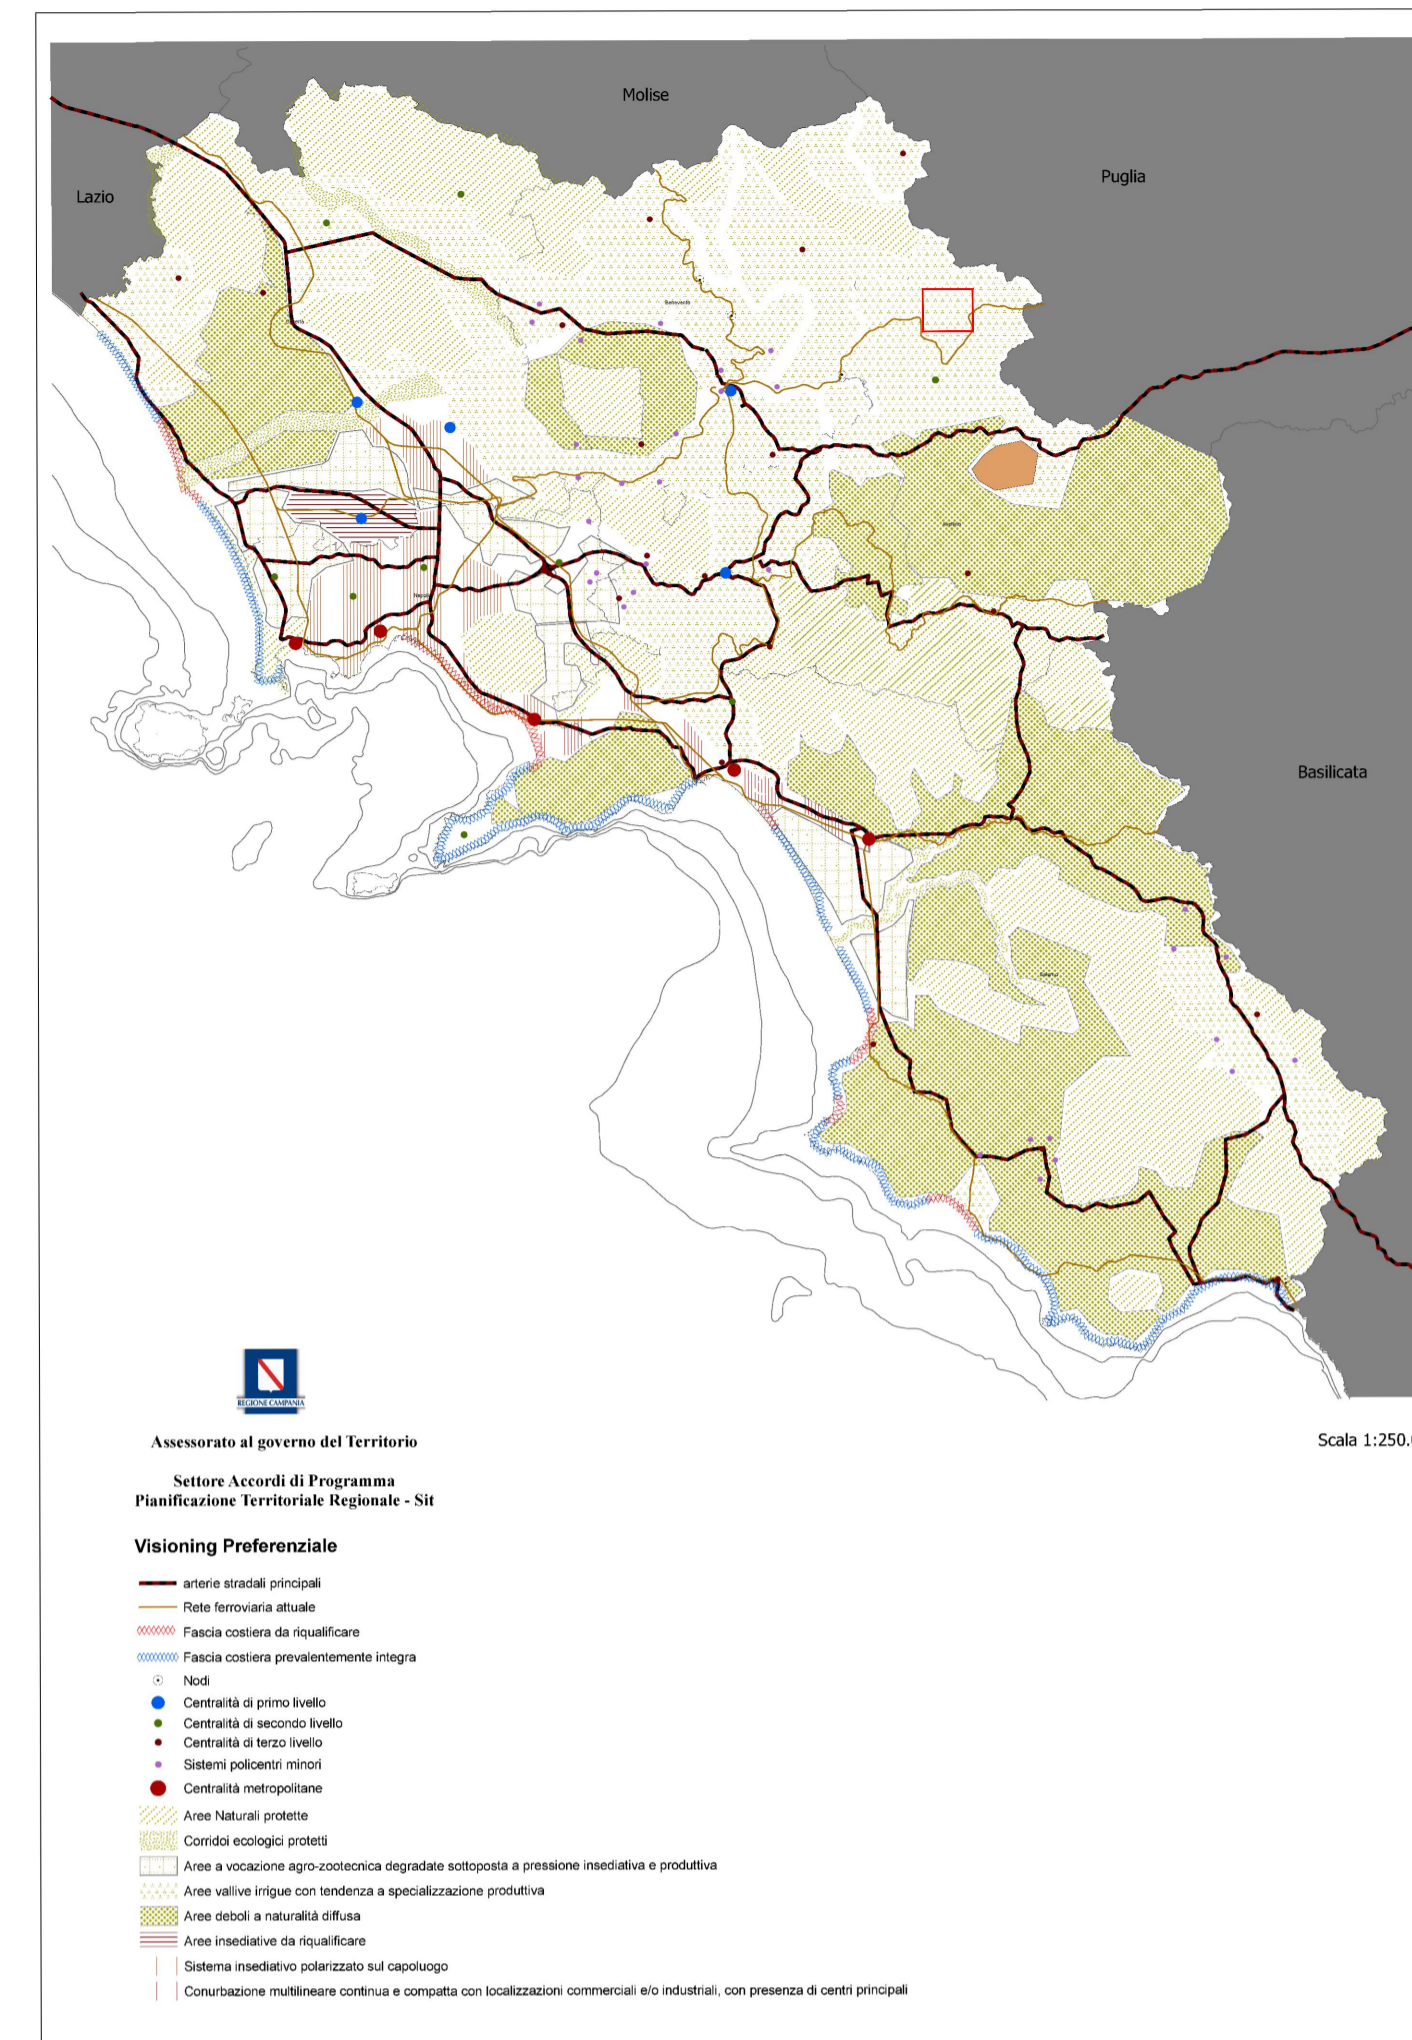 Molise
Puglia
Lazio
Benevento
Napoli
Avellino
Basilicata
Salerno
REGIONE CAMPANIA
Assessorato al governo del Territorio
Scala 1:250.
Settore Accordi di Programma
Pianificazione Territoriale Regionale - Sit
Visioning Preferenziale
arterie stradali principali
Rete ferroviaria attuale
Fascia costiera da riqualificare
Fascia costiera prevalentemente integra
Nodi
Centralità di primo livello
Centralità di secondo livello
Centralità di terzo livello
Sistemi policentri minori
Centralità metropolitane
Aree Naturali protette
Corridoi ecologici protetti
Aree a vocazione agro-zootecnica degradate sottoposta a pressione insediativa e produttiva
Aree vallive irrigue con tendenza a specializzazione produttiva
Aree deboli a naturalità diffusa
Aree insediative da riqualificare
Sistema insediativo polarizzato sul capoluogo
Conurbazione multilineare continua e compatta con localizzazioni commerciali e/o industriali, con presenza di centri principali